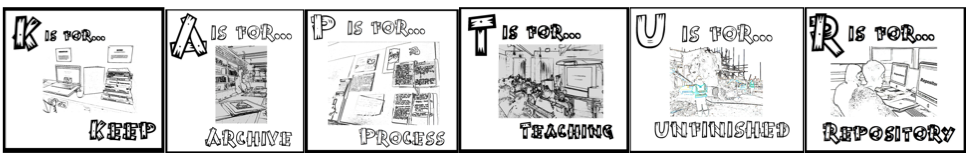 K IS FOR...
KEEP
A IS FOR...
ARCHIVE
P IS FOR...
PROCESS
T IS FOR...
TEACHING
U IS FOR...
UNFINISHED
R IS FOR...
REPOSITORY